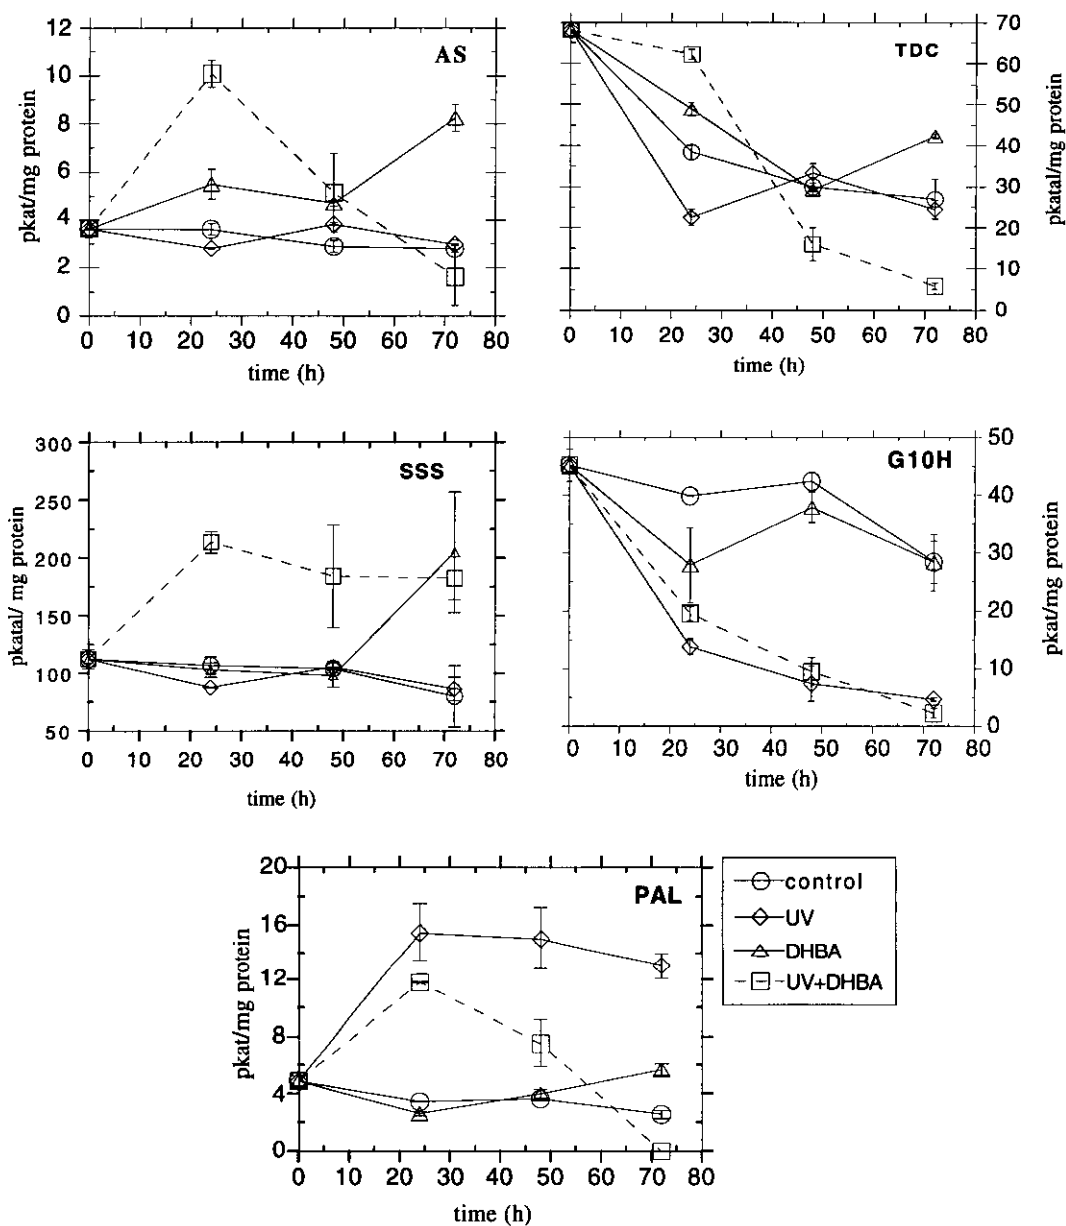 AS
12
10
8
6
4
2
0
pkat/mg protein
0 10 20 30 40 50 60 70 80
time (h)
TDC
70
60
50
40
30
20
10
0
pkatal/mg protein
0 10 20 30 40 50 60 70 80
time (h)
SSS
300
250
200
150
100
50
pkatal/ mg protein
0 10 20 30 40 50 60 70 80
time (h)
G10H
50
40
30
20
10
0
pkat/mg protein
0 10 20 30 40 50 60 70 80
time (h)
PAL
20
16
12
8
4
0
pkat/mg protein
0 10 20 30 40 50 60 70 80
time (h)
control
UV
DHBA
UV+DHBA